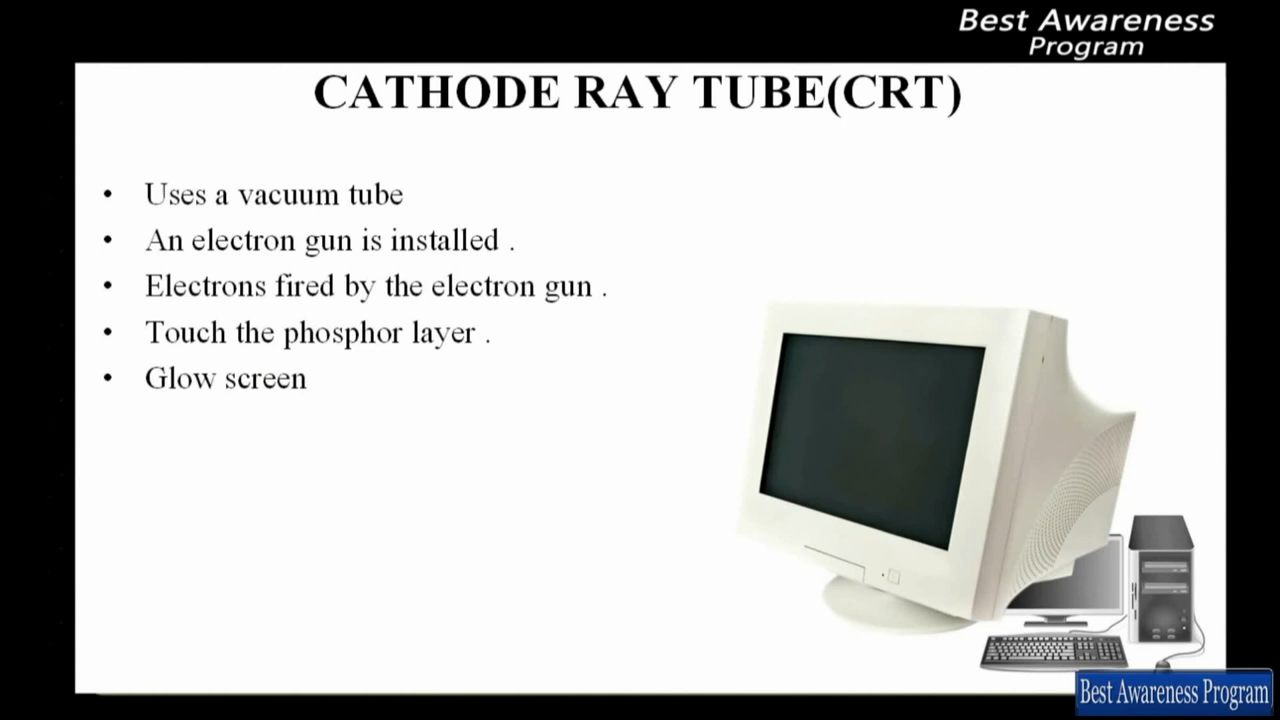 Best Awareness
Program
CATHODE RAY TUBE(CRT)
• Uses a vacuum tube
• An electron gun is installed .
• Electrons fired by the electron gun .
• Touch the phosphor layer .
• Glow screen
Best Awareness Program